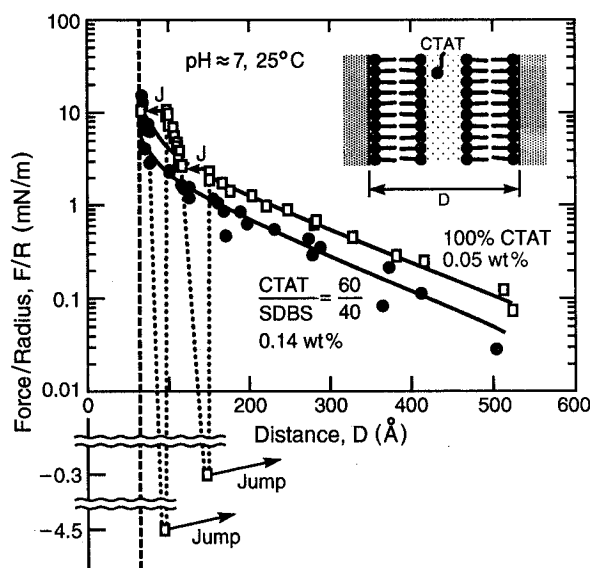 pH ≈ 7, 25°C
CTAT
D
J
J
100% CTAT
0.05 wt%
CTAT
SDBS
= 60
40
0.14 wt%
Force/Radius, F/R (mN/m)
100
10
1
0.1
0.01
0
100
200
300
400
500
600
Distance, D (Å)
−0.3
Jump
−4.5
Jump